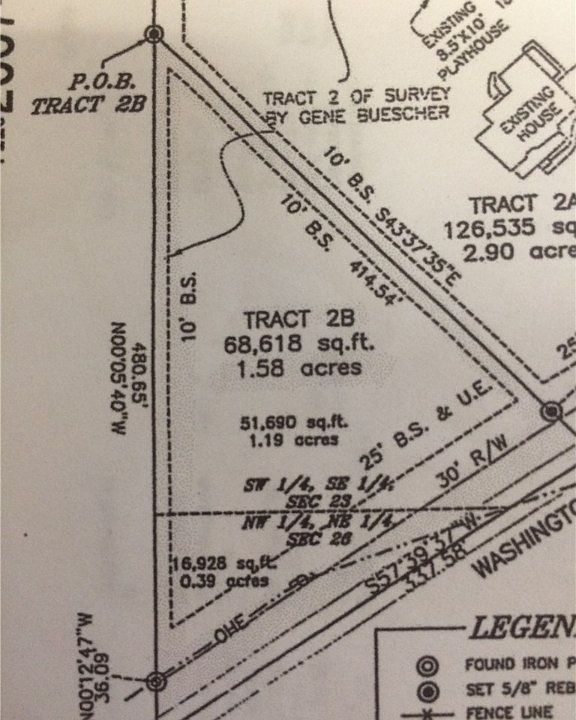 EXISTING
8.5'X10'
PLAYHOUSE
P.O.B.
TRACT 2B
TRACT 2 OF SURVEY
BY GENE BUESCHER
EXISTING
HOUSE
10' B.S. S43°37'35"E
10' B.S. 414.54'
TRACT 2A
126,535 sq
2.90 acre
10' B.S.
TRACT 2B
68,618 sq.ft.
1.58 acres
480.65'
N00°05'40"W
51,690 sq.ft.
1.19 acres
25' B.S. & U.E.
25
30' R/W
SW 1/4, SE 1/4,
SEC 23
NW 1/4, NE 1/4,
SEC 26
16,928 sq.ft.
0.39 acres
S57°39'37"W
337.58'
WASHINGTO
OHE
N00°12'47"W
36.09'
LEGEN
FOUND IRON P
SET 5/8" REB
FENCE LINE